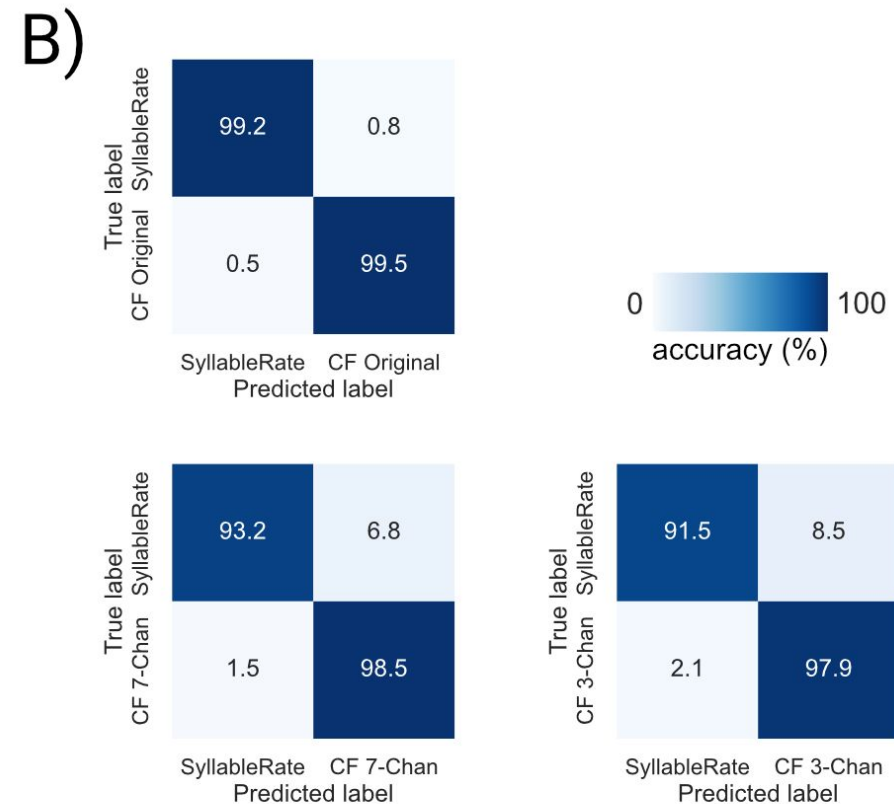 B)
True label
SyllableRate
CF Original
99.2 0.8
0.5 99.5
SyllableRate CF Original
Predicted label
0 100
accuracy (%)
True label
SyllableRate
CF 7-Chan
93.2 6.8
1.5 98.5
SyllableRate CF 7-Chan
Predicted label
True label
SyllableRate
CF 3-Chan
91.5 8.5
2.1 97.9
SyllableRate CF 3-Chan
Predicted label